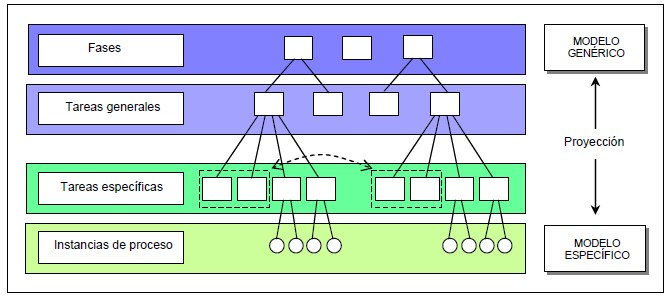 Fases
MODELO
GENÉRICO
Tareas generales
Proyección
Tareas específicas
Instancias de proceso
MODELO
ESPECÍFICO